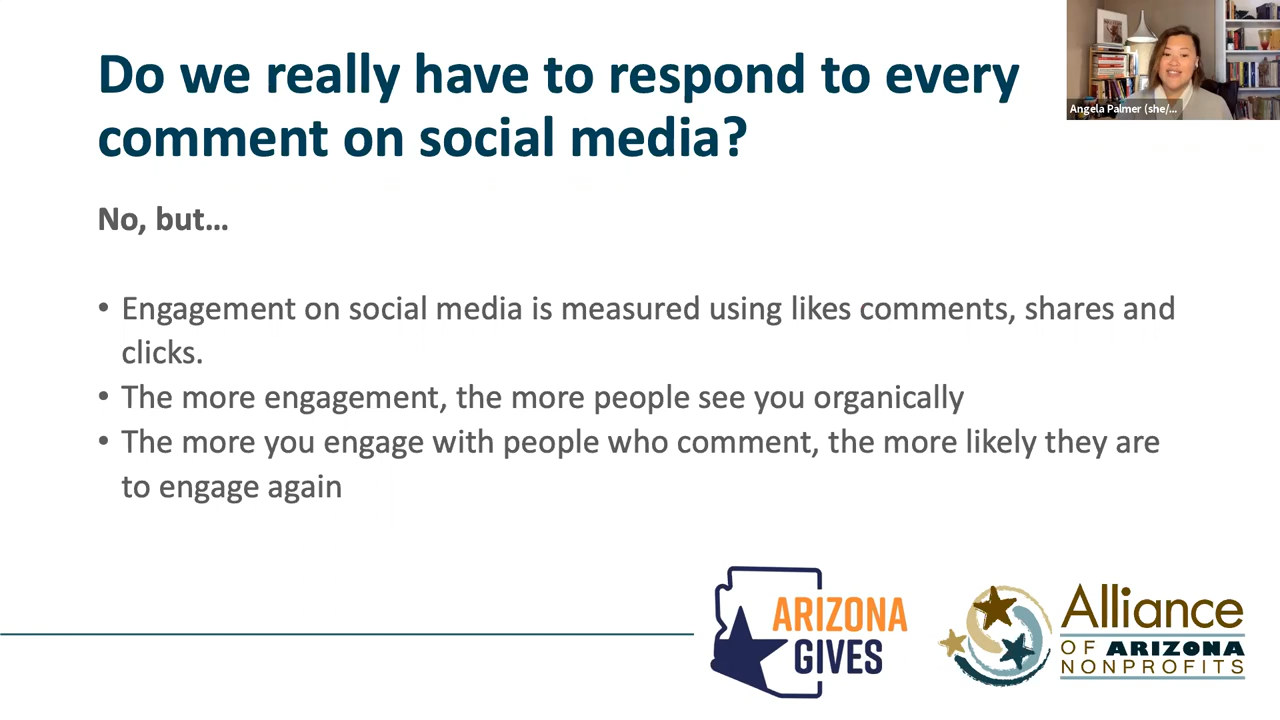 Do we really have to respond to every
comment on social media?
Angela Palmer (she/...
No, but...
• Engagement on social media is measured using likes comments, shares and
clicks.
• The more engagement, the more people see you organically
• The more you engage with people who comment, the more likely they are
to engage again
ARIZONA
GIVES
Alliance
OF ARIZONA
NONPROFITS